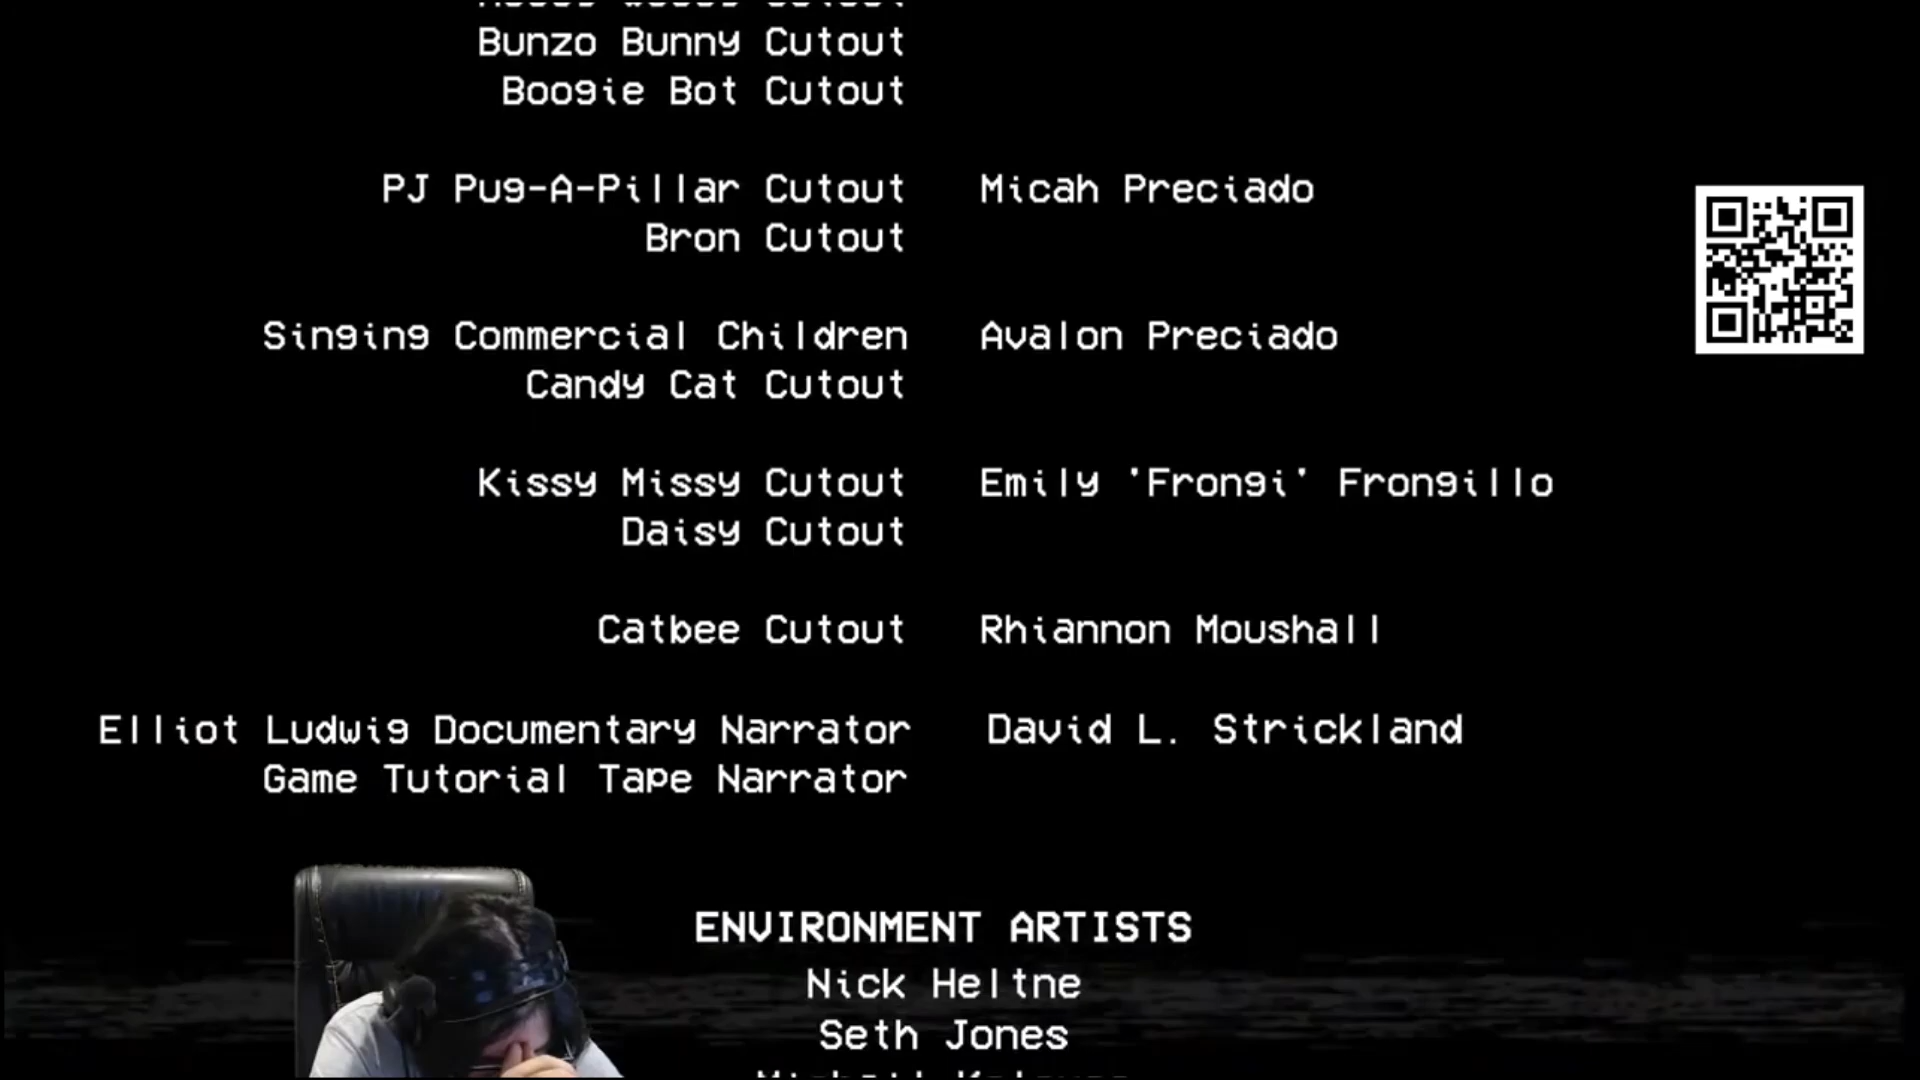 Bunzo Bunny Cutout
Boogie Bot Cutout
PJ Pug-A-Pillar Cutout Micah Preciado
Bron Cutout
Singing Commercial Children Avalon Preciado
Candy Cat Cutout
Kissy Missy Cutout Emily 'Frongi' Frongillo
Daisy Cutout
Catbee Cutout Rhiannon Moushall
Elliot Ludwig Documentary Narrator David L. Strickland
Game Tutorial Tape Narrator
ENVIRONMENT ARTISTS
Nick Heltne
Seth Jones